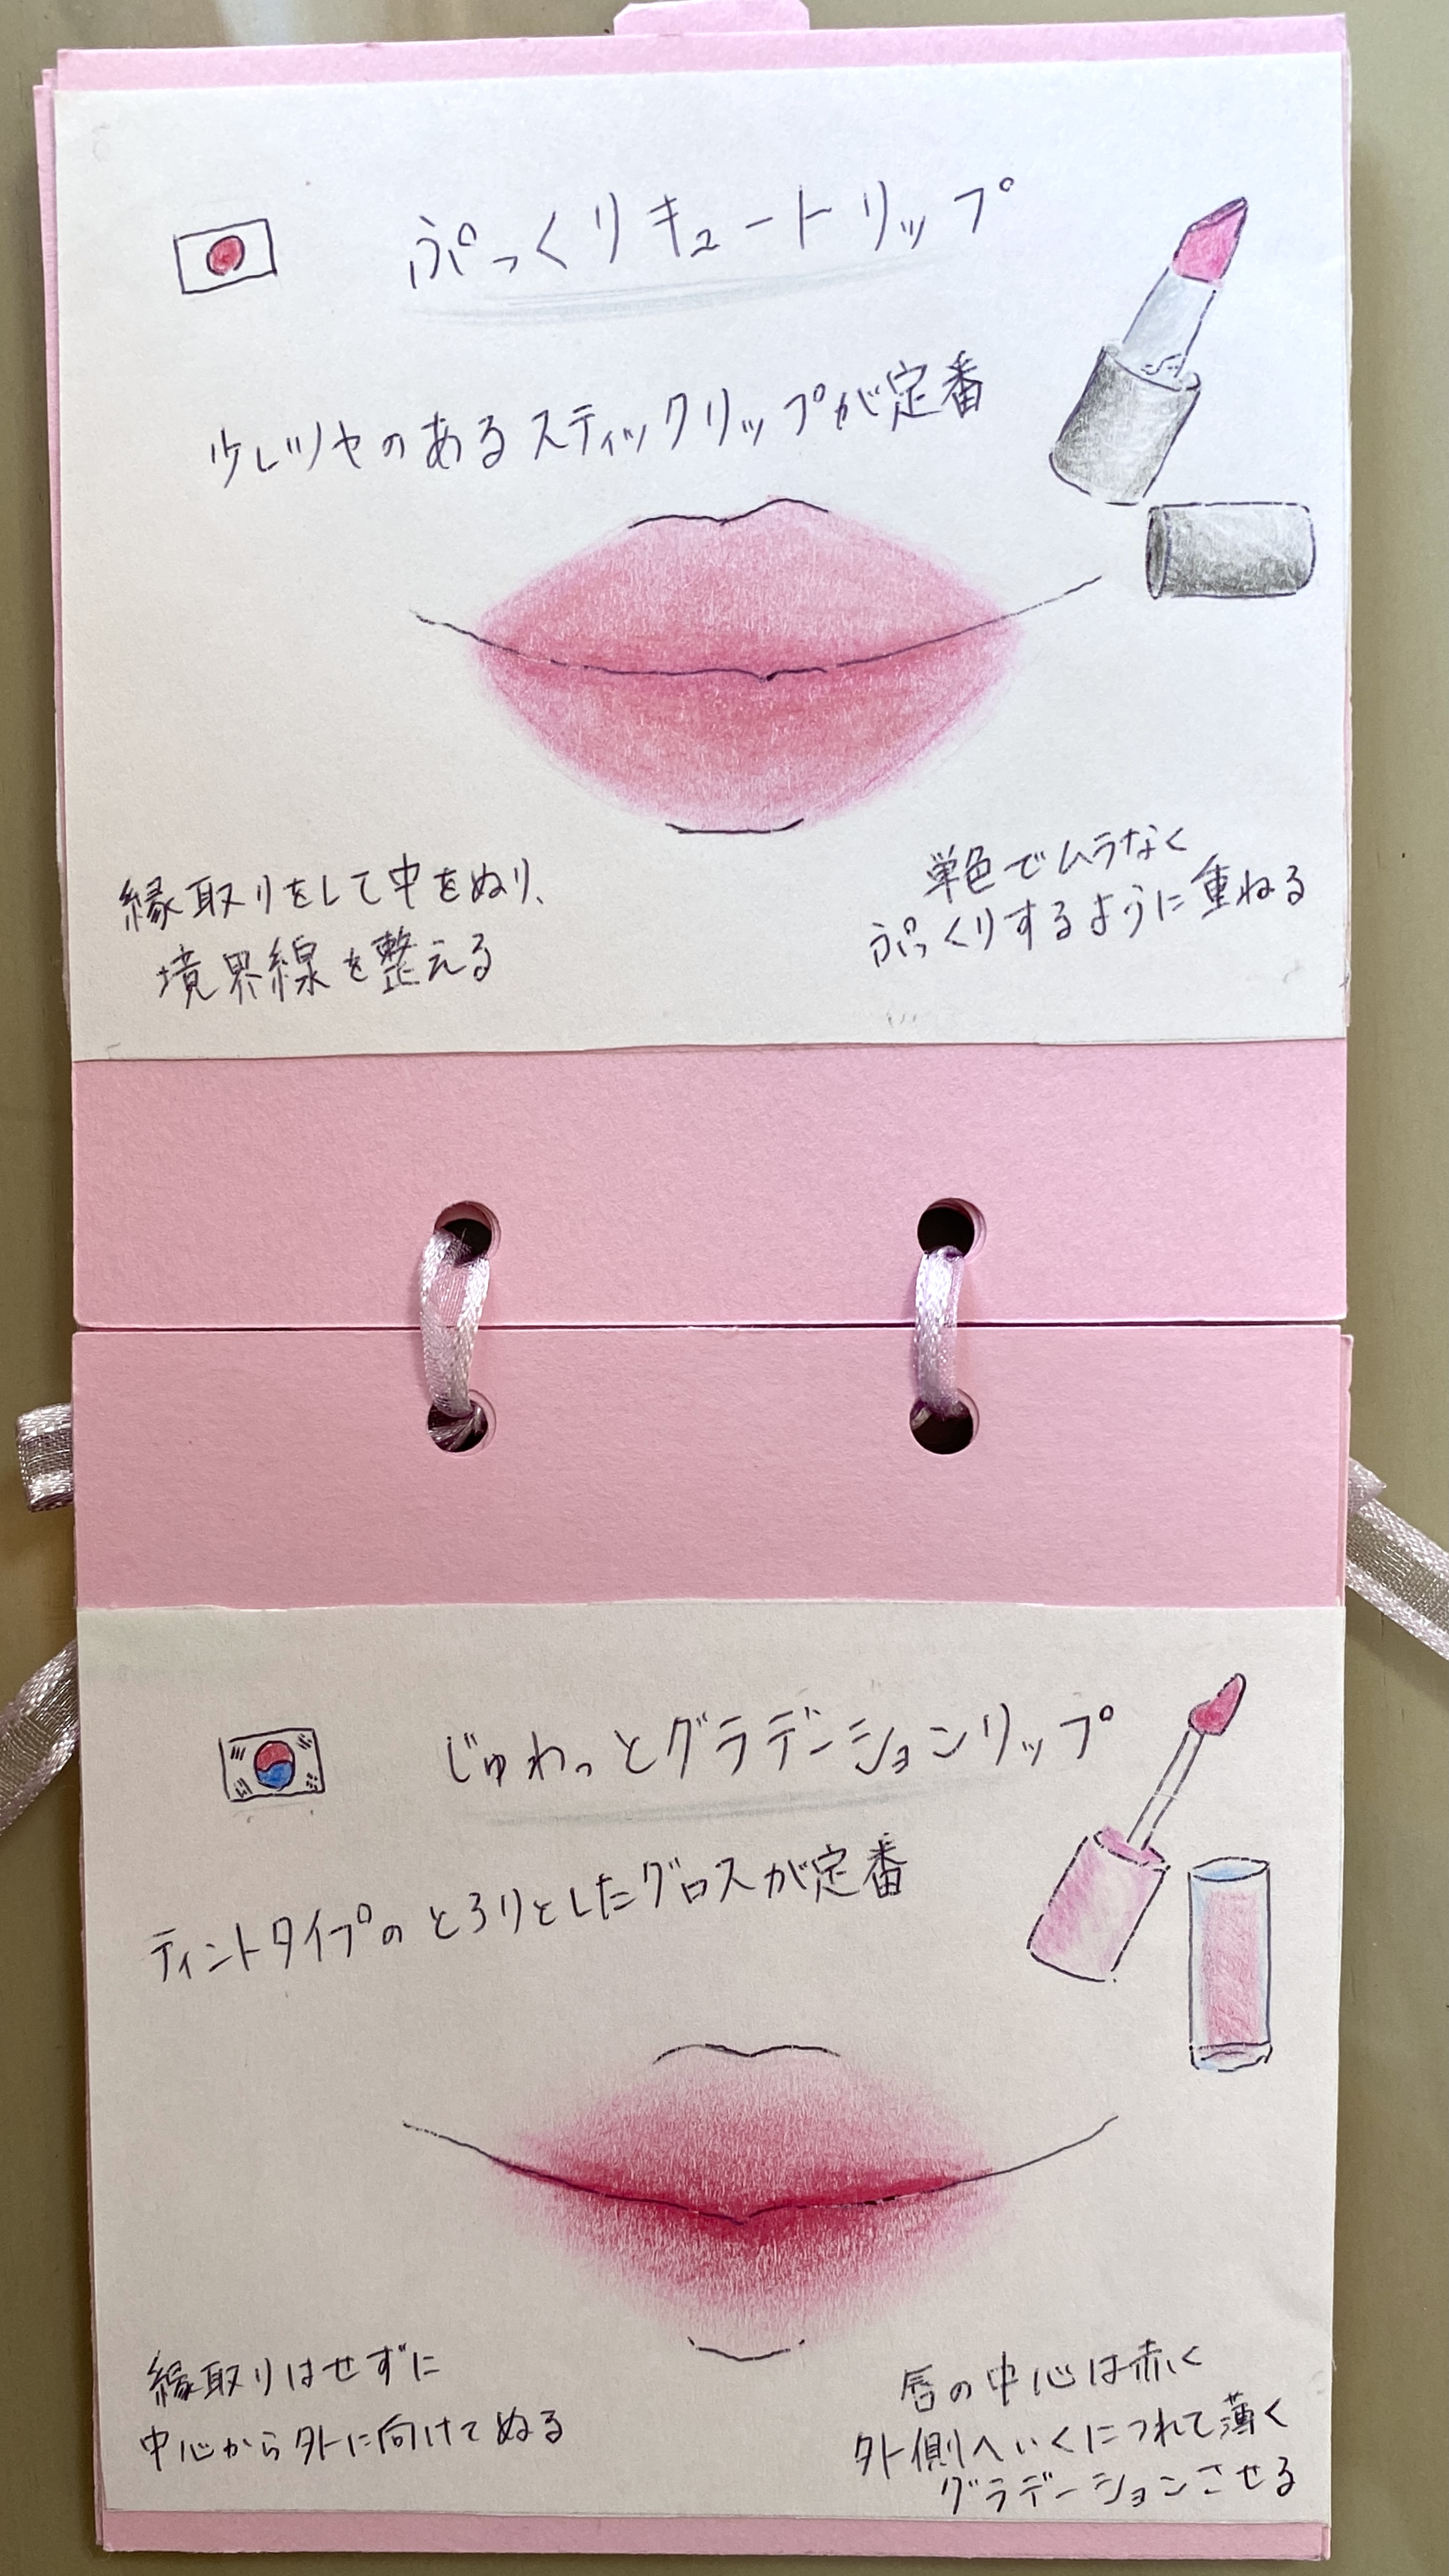 ぷっくりキュートリップ
少しツヤのあるスティックリップが定番
縁取りをして中をぬり、
境界線を整える
単色でムラなく
ぷっくりするように重ねる
じゅわっとグラデーションリップ
ティントタイプのとろりとしたグロスが定番
縁取りはせずに
中心から外に向けてぬる
唇の中心は赤く
外側へいくにつれて薄く
グラデーションさせる